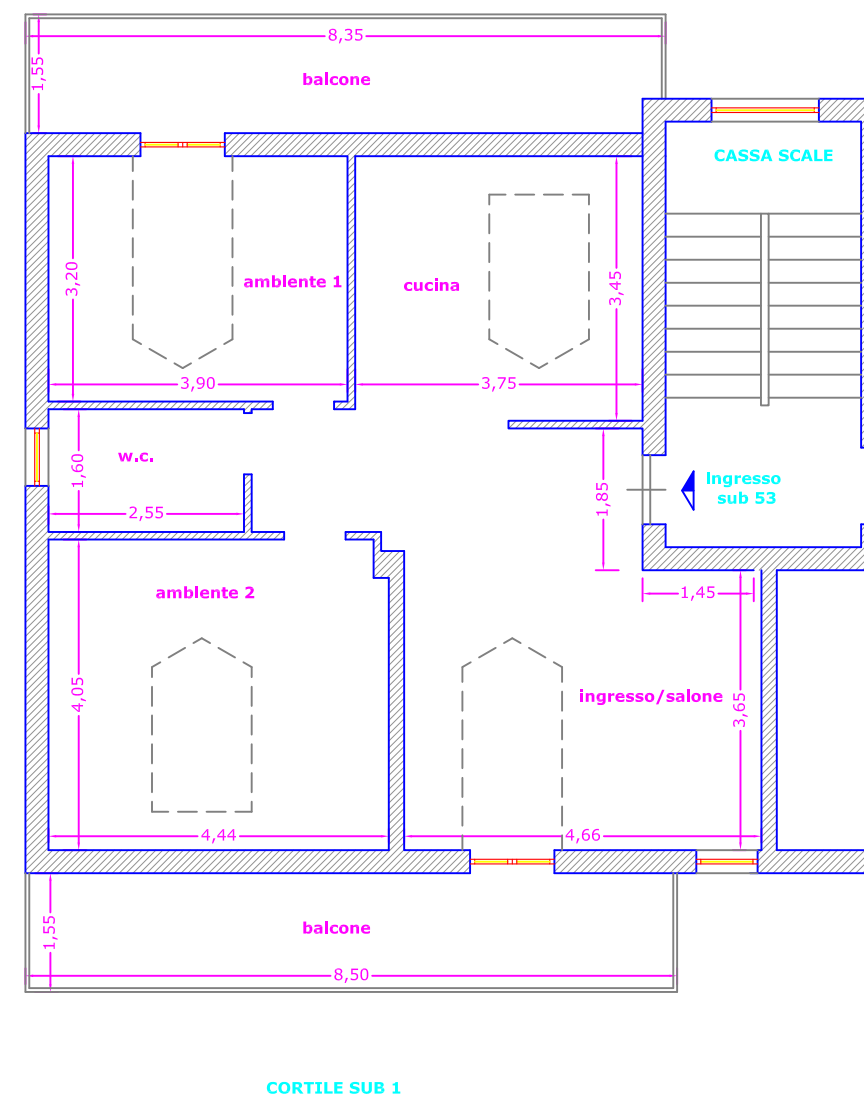 8,35
1,55
balcone
CASSA SCALE
3,20
ambIente 1
cucina
3,45
3,90
3,75
w.c.
1,60
2,55
1,85
Ingresso
sub 53
ambiente 2
1,45
4,05
ingresso/salone
3,65
4,44
4,66
1,55
balcone
8,50
CORTILE SUB 1